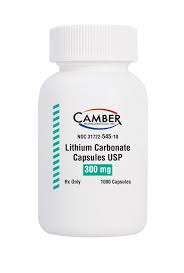 CAMBER
NDC 31722-545-10
Lithium Carbonate
Capsules USP
300 mg
Rx Only 1000 Capsules